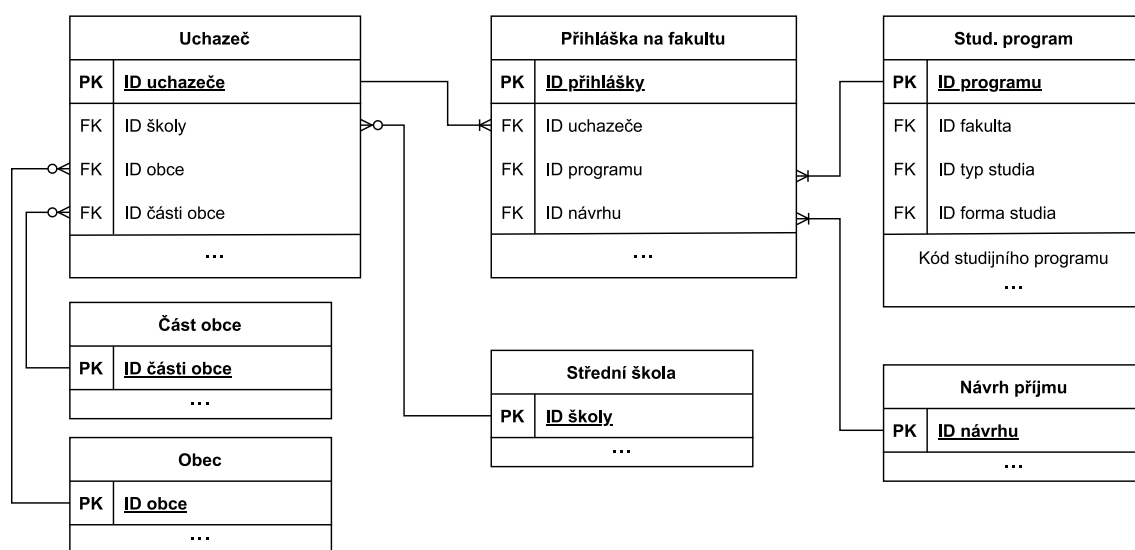 Uchazeč
PK ID uchazeče
FK ID školy
FK ID obce
FK ID části obce
...
Přihláška na fakultu
PK ID přihlášky
FK ID uchazeče
FK ID programu
FK ID návrhu
...
Stud. program
PK ID programu
FK ID fakulta
FK ID typ studia
FK ID forma studia
Kód studijního programu
...
Část obce
PK ID části obce
...
Střední škola
PK ID školy
...
Návrh příjmu
PK ID návrhu
...
Obec
PK ID obce
...